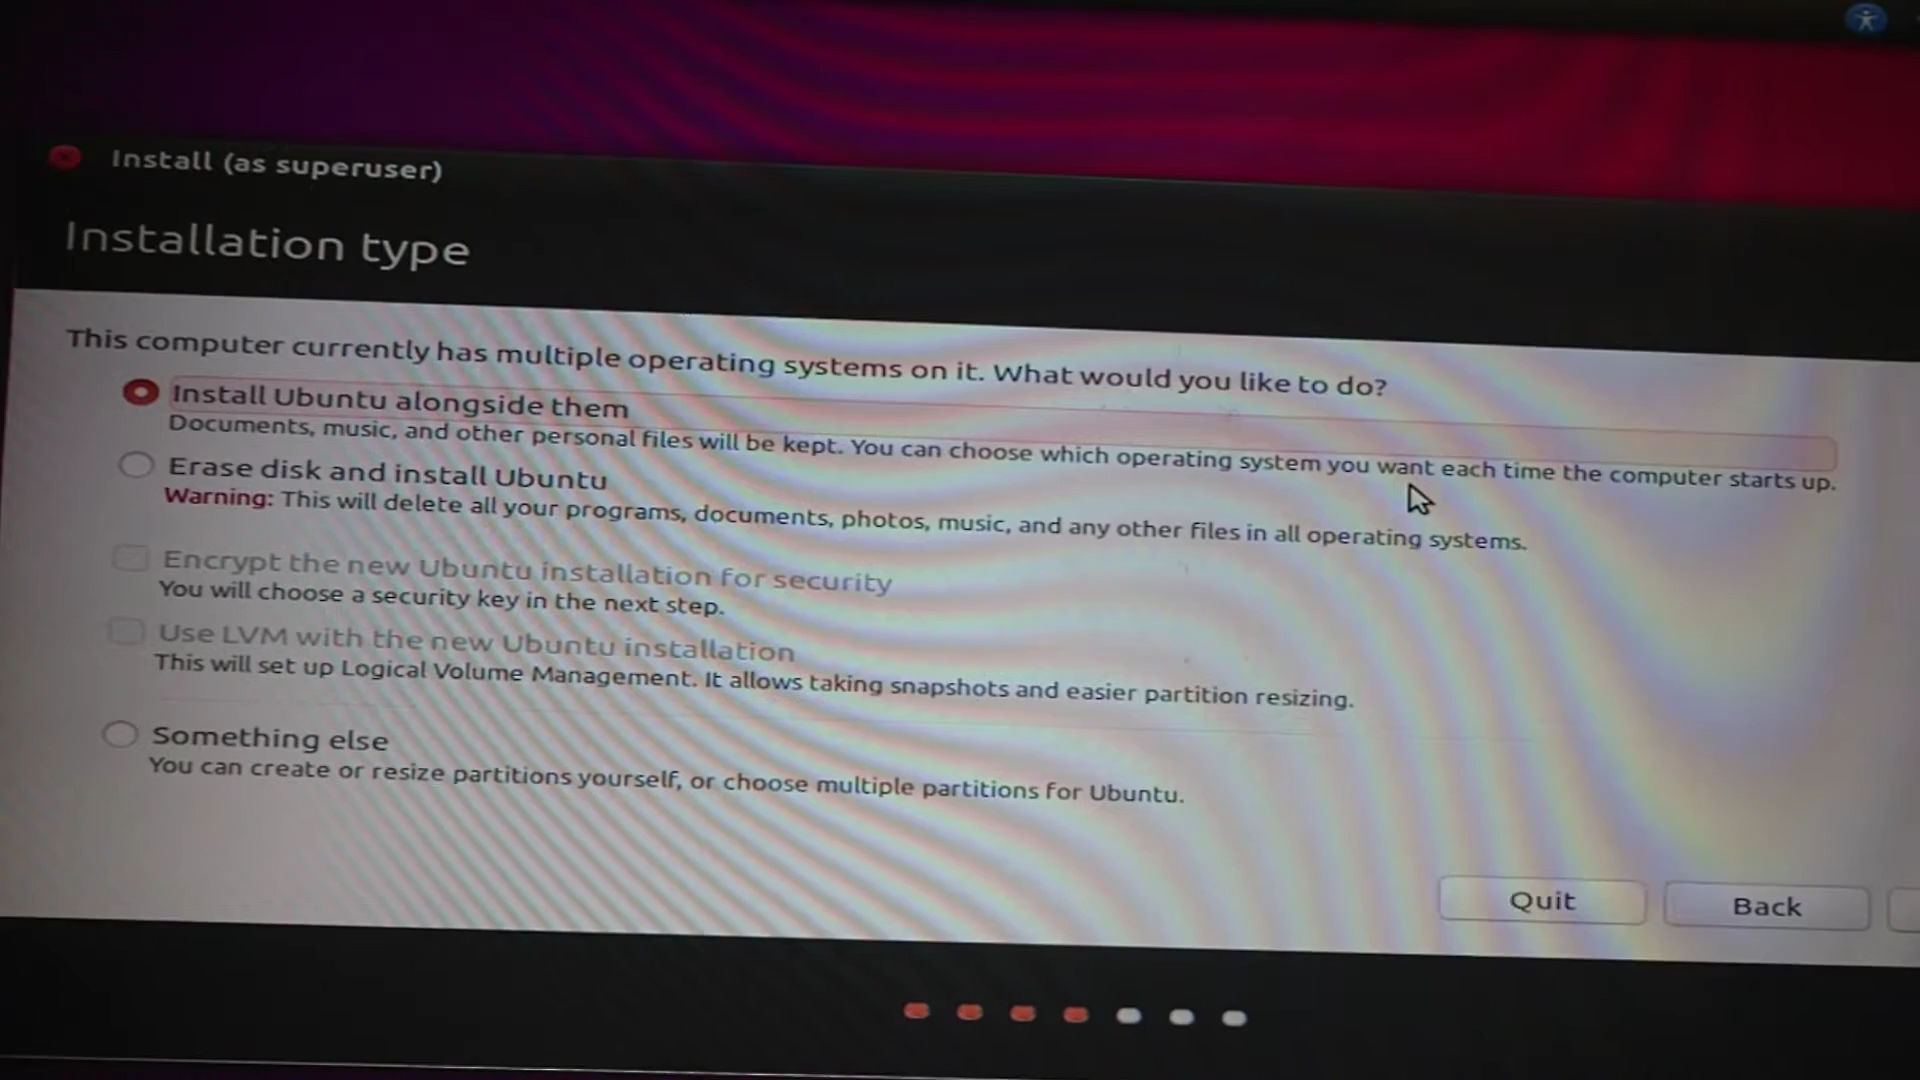 Install (as superuser)
Installation type
This computer currently has multiple operating systems on it. What would you like to do?
Install Ubuntu alongside them
Documents, music, and other personal files will be kept. You can choose which operating system you want each time the computer starts up.
Erase disk and install Ubuntu
Warning: This will delete all your programs, documents, photos, music, and any other files in all operating systems.
Encrypt the new Ubuntu installation for security
You will choose a security key in the next step.
Use LVM with the new Ubuntu installation
This will set up Logical Volume Management. It allows taking snapshots and easier partition resizing.
Something else
You can create or resize partitions yourself, or choose multiple partitions for Ubuntu.
Quit
Back